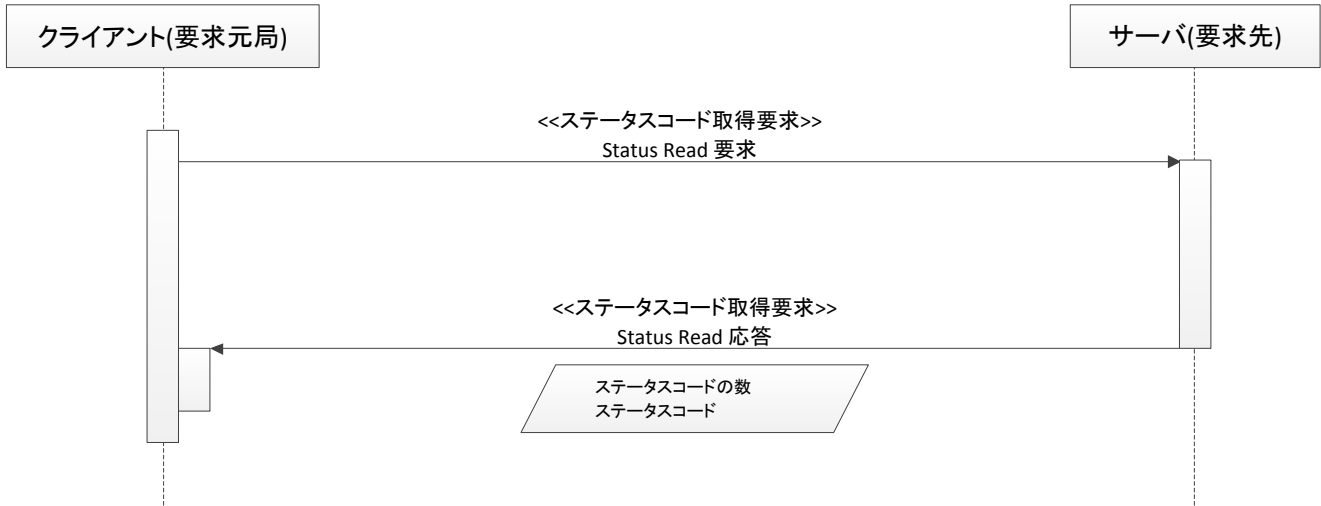 クライアント(要求元局)
サーバ(要求先)
<<ステータスコード取得要求>>
Status Read 要求
<<ステータスコード取得要求>>
Status Read 応答
ステータスコードの数
ステータスコード